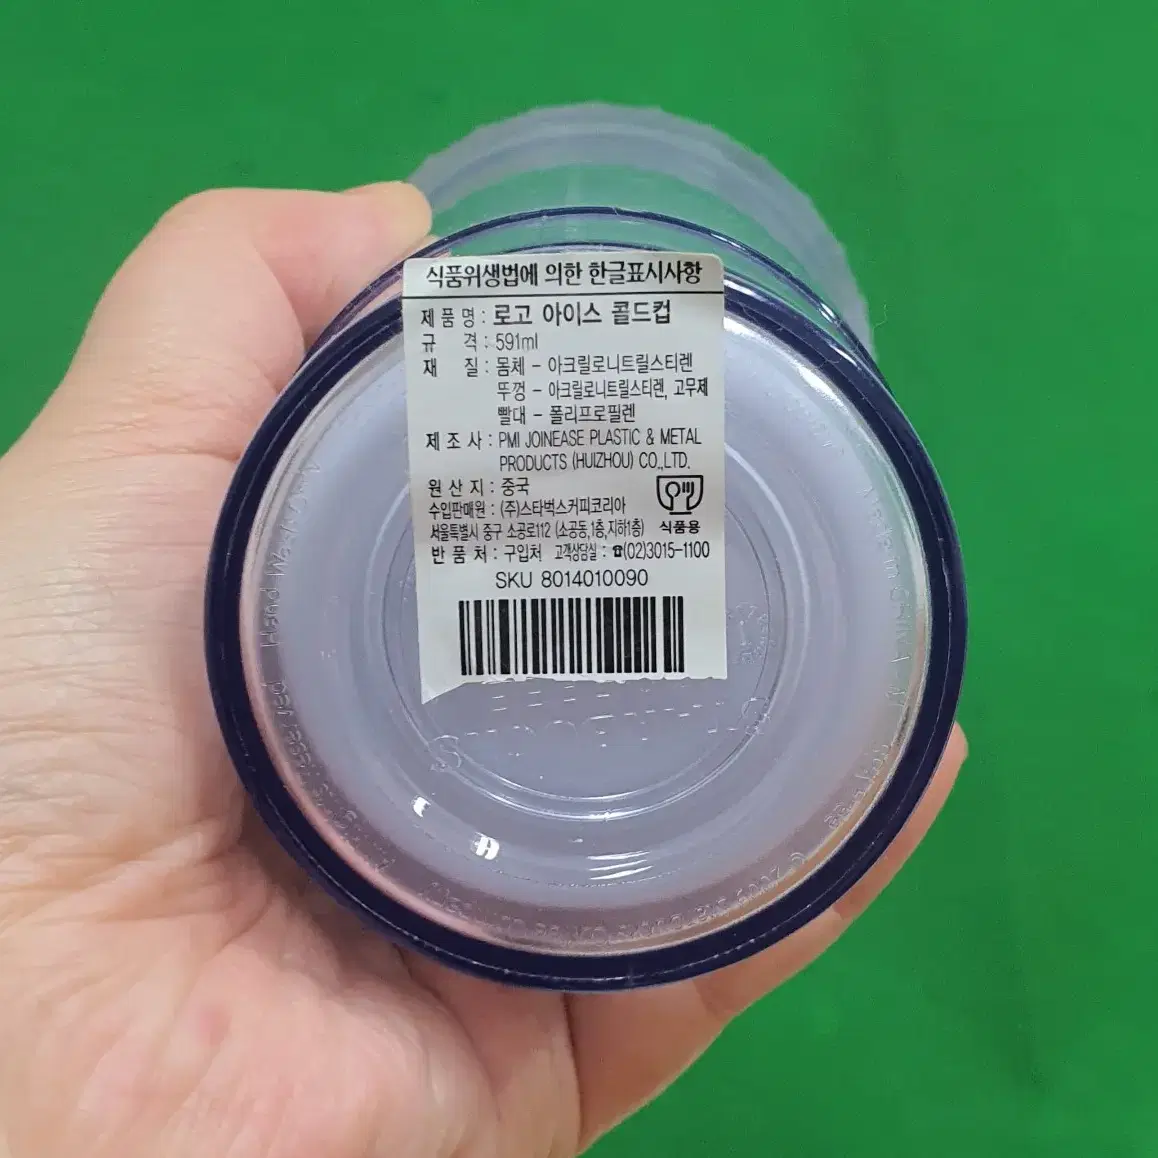 식품위생법에 의한 한글표시사항
제 품 명 : 로고 아이스 콜드컵
규 격 : 591ml
재 질 : 몸체 - 아크릴로니트릴스티렌
뚜껑 - 아크릴로니트릴스티렌, 고무제
빨대 - 폴리프로필렌
제 조 사 : PMI JOINEASE PLASTIC & METAL
PRODUCTS (HUIZHOU) CO.,LTD.
원 산 지 : 중국
수입판매원 : (주)스타벅스커피코리아
서울특별시 중구 소공로112 (소공동,1층,지하1층)
식품용
반 품 처 : 구입처 고객상담실 : ☎(02)3015-1100
SKU 8014010090
Hand Wash